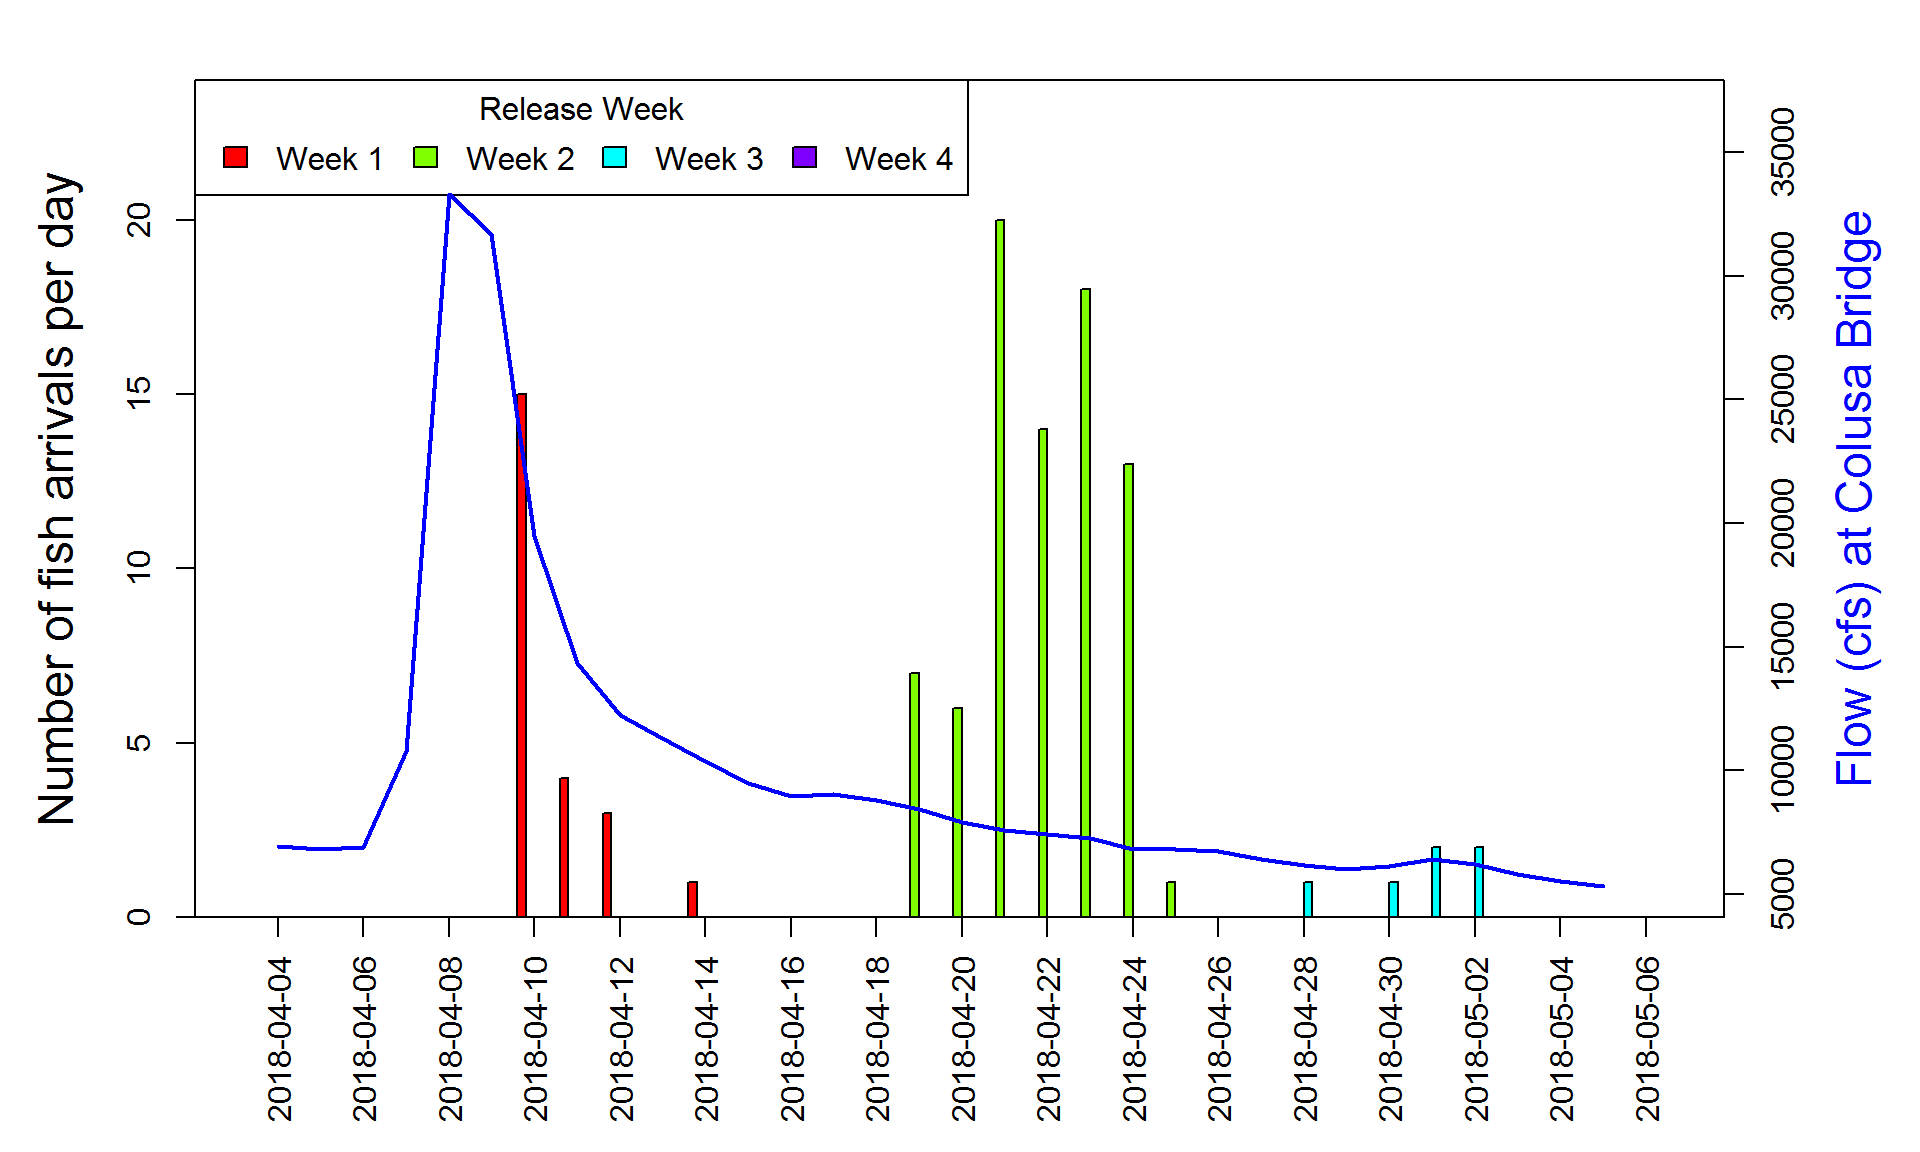 Release Week
Week 1 Week 2 Week 3 Week 4
Number of fish arrivals per day
0 5 10 15 20
Flow (cfs) at Colusa Bridge
5000 10000 15000 20000 25000 30000 35000
2018-04-04
2018-04-06
2018-04-08
2018-04-10
2018-04-12
2018-04-14
2018-04-16
2018-04-18
2018-04-20
2018-04-22
2018-04-24
2018-04-26
2018-04-28
2018-04-30
2018-05-02
2018-05-04
2018-05-06